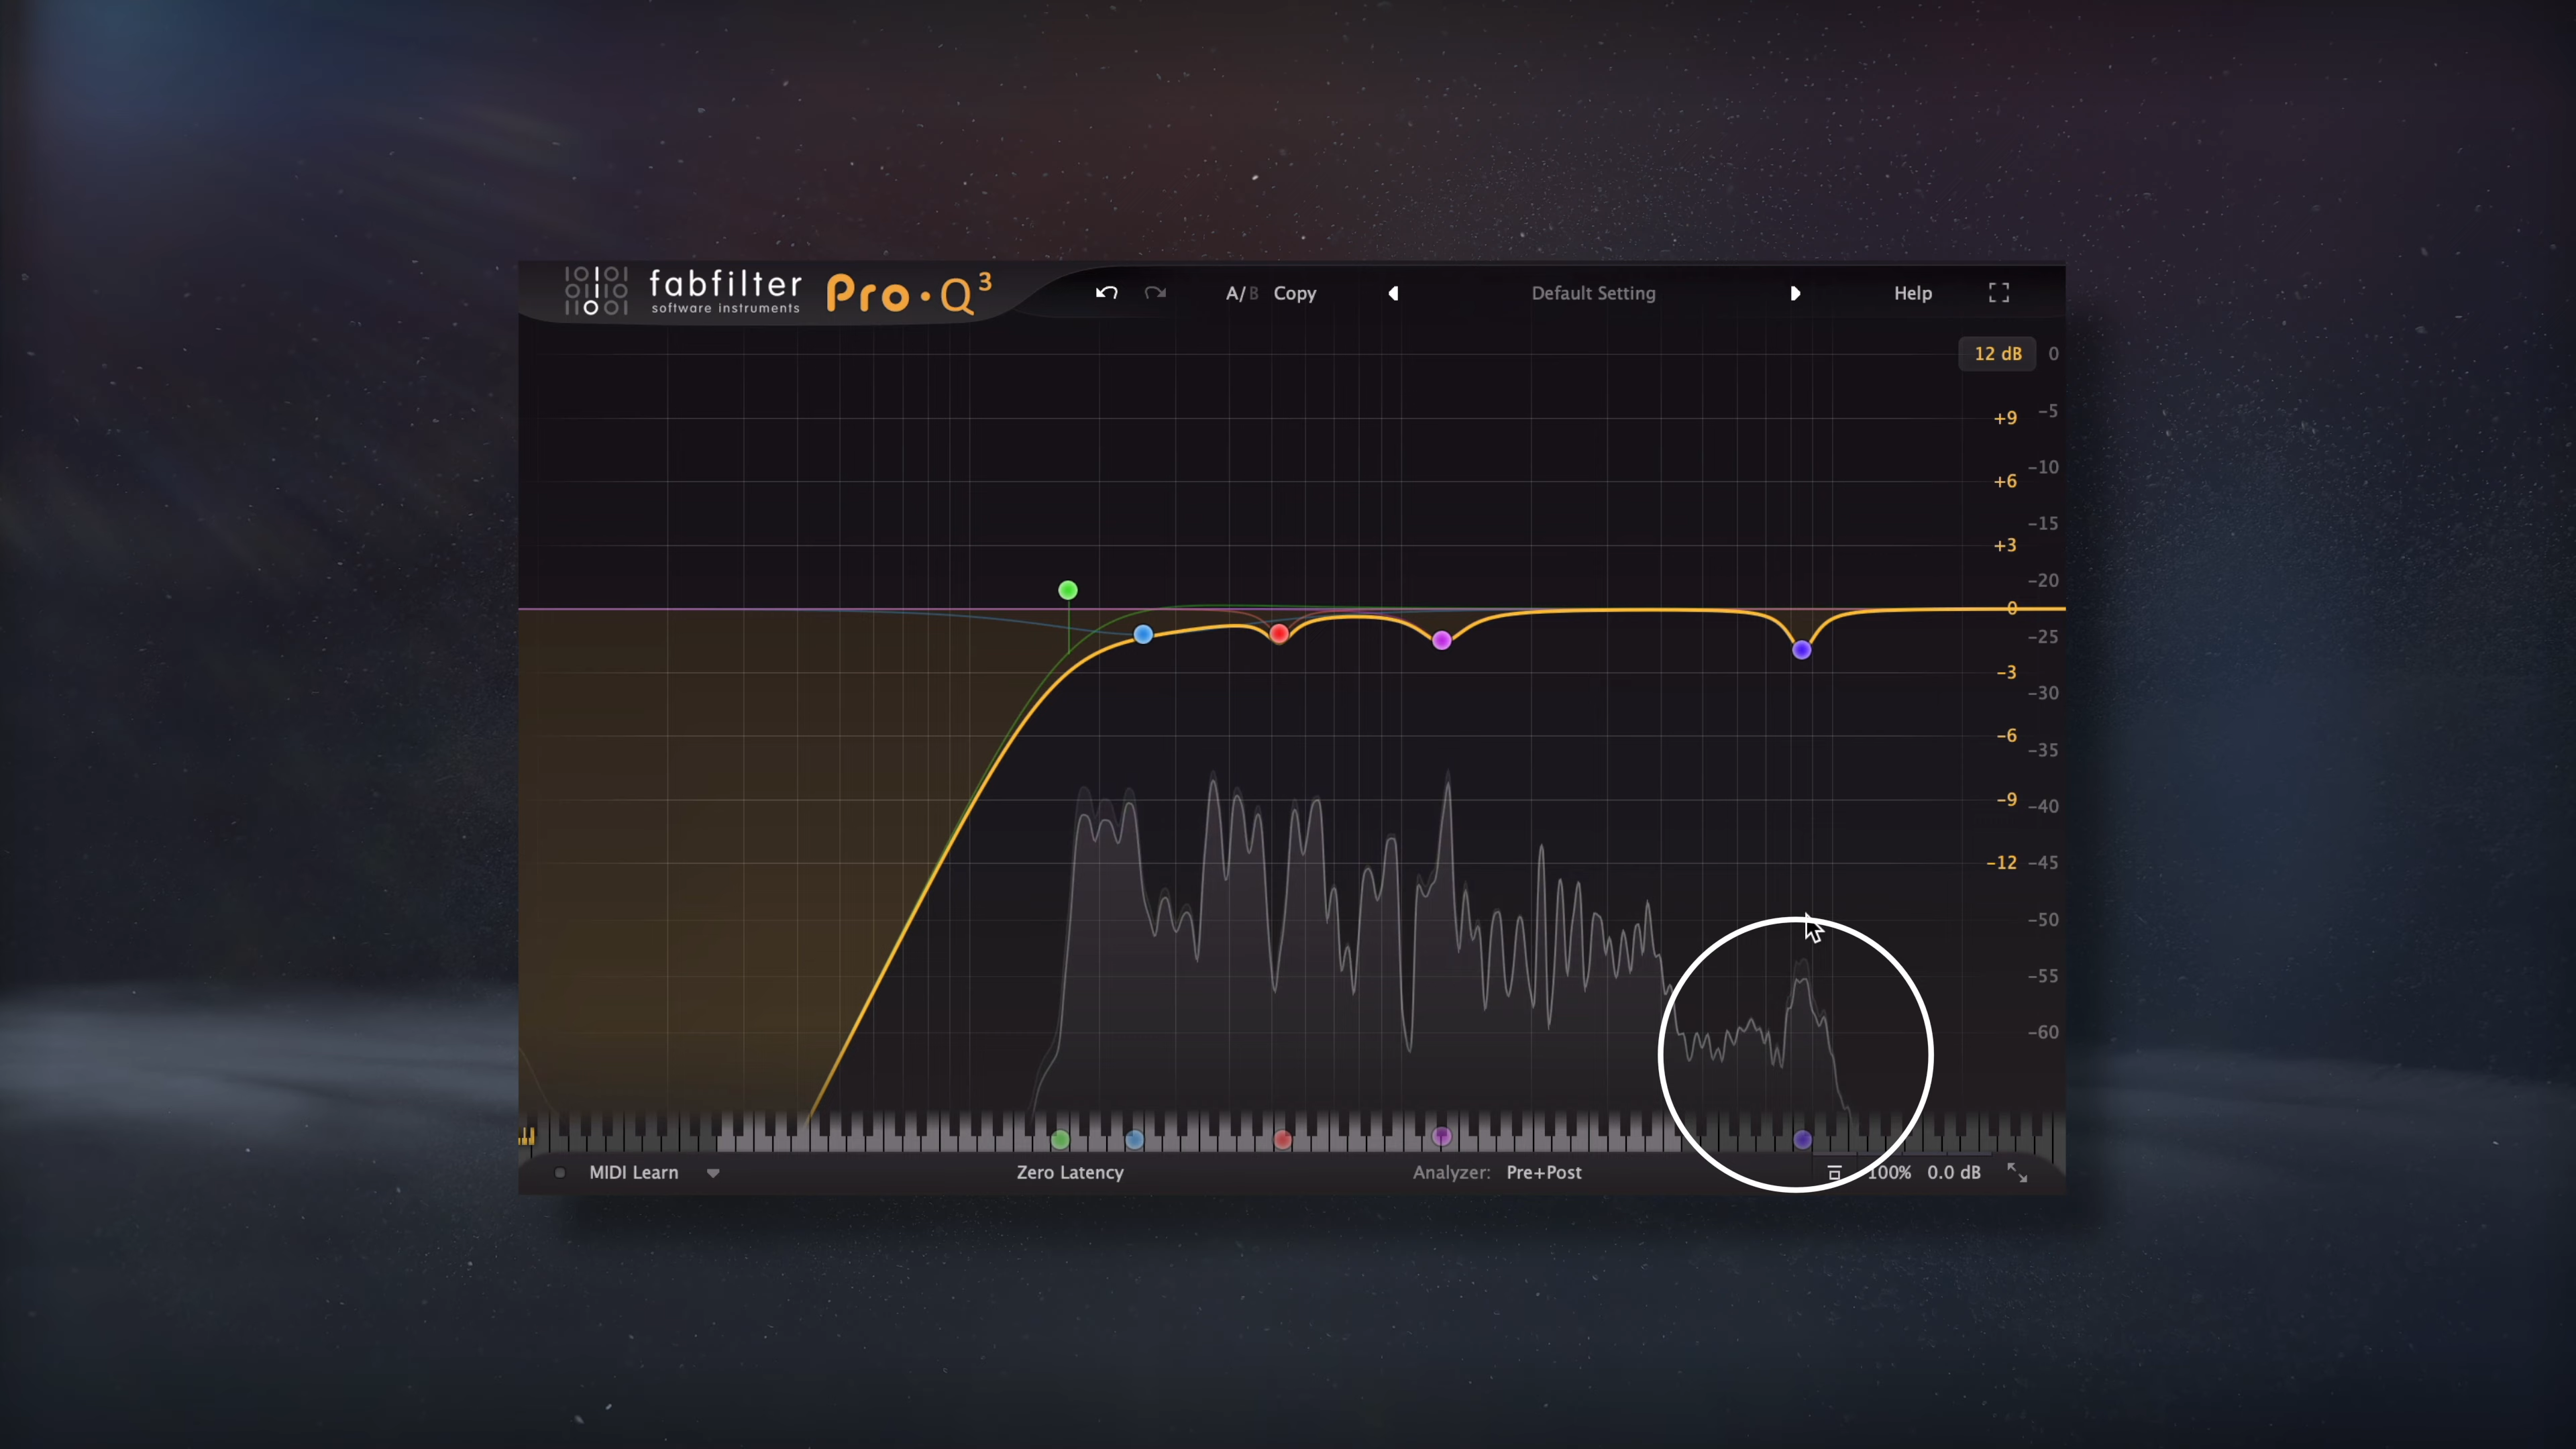 fabfilter
software instruments
Pro·Q3
A/B Copy
Default Setting
Help
12 dB 0
+9 -5
-10
+6
-15
+3
-20
0
-25
-3
-30
-6
-35
-9
-40
-12 -45
-50
-55
-60
MIDI Learn
Zero Latency
Analyzer: Pre+Post
100% 0.0 dB